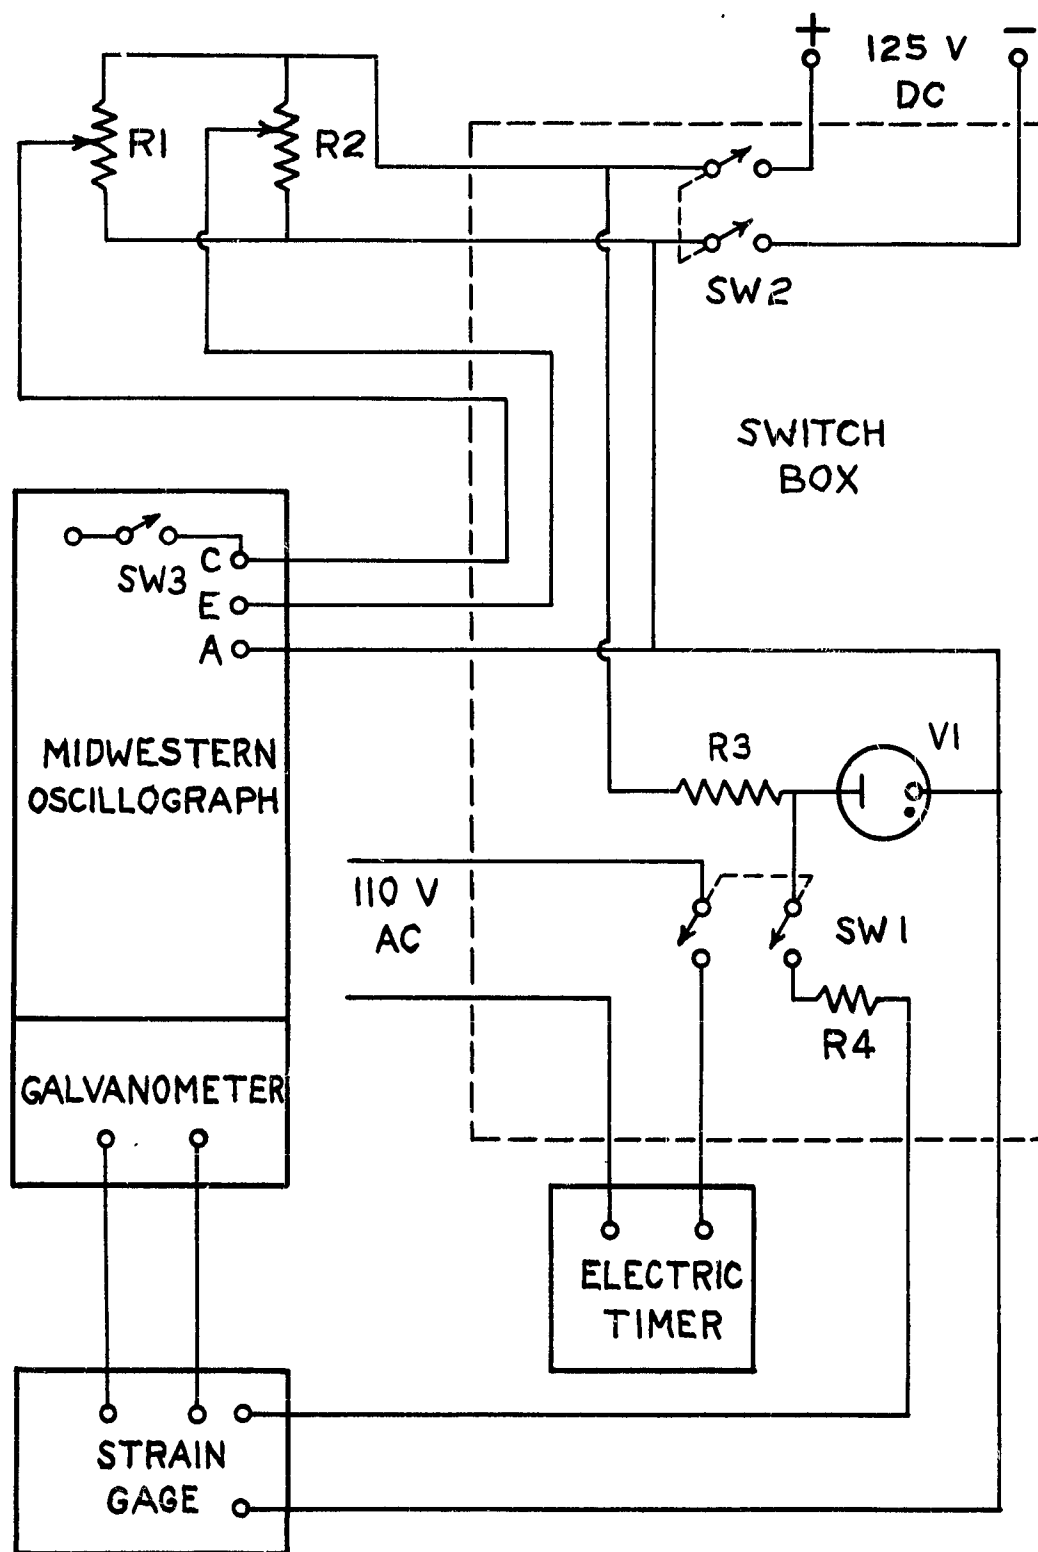 + 125 V −
DC
R1
R2
SW2
SWITCH
BOX
SW3
C
E
A
MIDWESTERN
OSCILLOGRAPH
R3
V1
110 V
AC
SW1
R4
GALVANOMETER
ELECTRIC
TIMER
STRAIN
GAGE